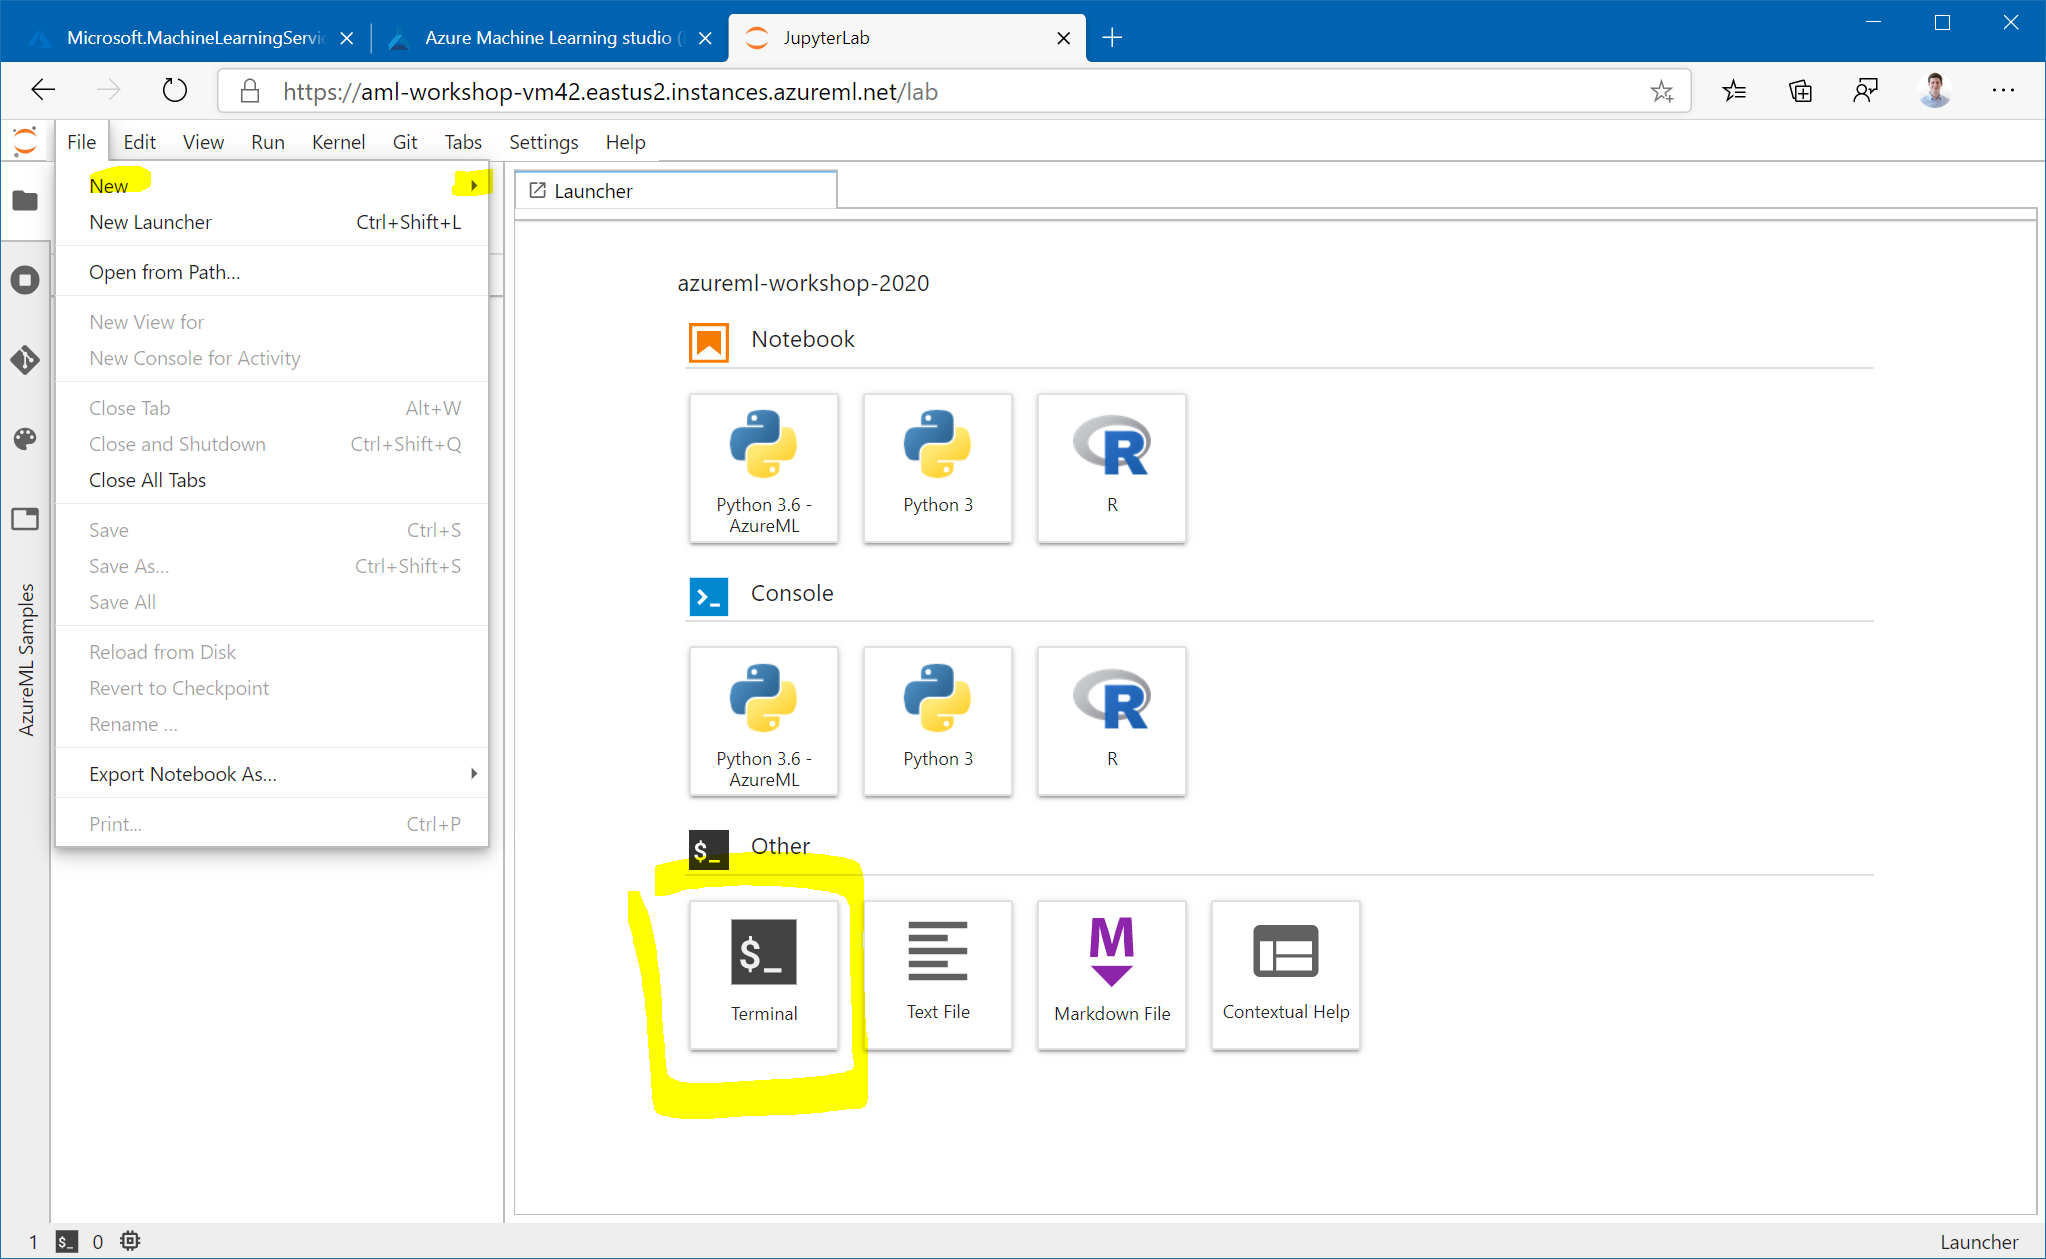 Microsoft.MachineLearningServic
Azure Machine Learning studio (
JupyterLab
https://aml-workshop-vm42.eastus2.instances.azureml.net/lab
File Edit View Run Kernel Git Tabs Settings Help
New
New Launcher Ctrl+Shift+L
Open from Path...
New View for
New Console for Activity
Close Tab Alt+W
Close and Shutdown Ctrl+Shift+Q
Close All Tabs
Save Ctrl+S
Save As... Ctrl+Shift+S
Save All
Reload from Disk
Revert to Checkpoint
Rename ...
Export Notebook As...
Print... Ctrl+P
AzureML Samples
Launcher
azureml-workshop-2020
Notebook
Python 3.6 -
AzureML
Python 3
R
Console
Python 3.6 -
AzureML
Python 3
R
$_ Other
$_
Terminal
Text File
M
Markdown File
Contextual Help
1 $_ 0
Launcher